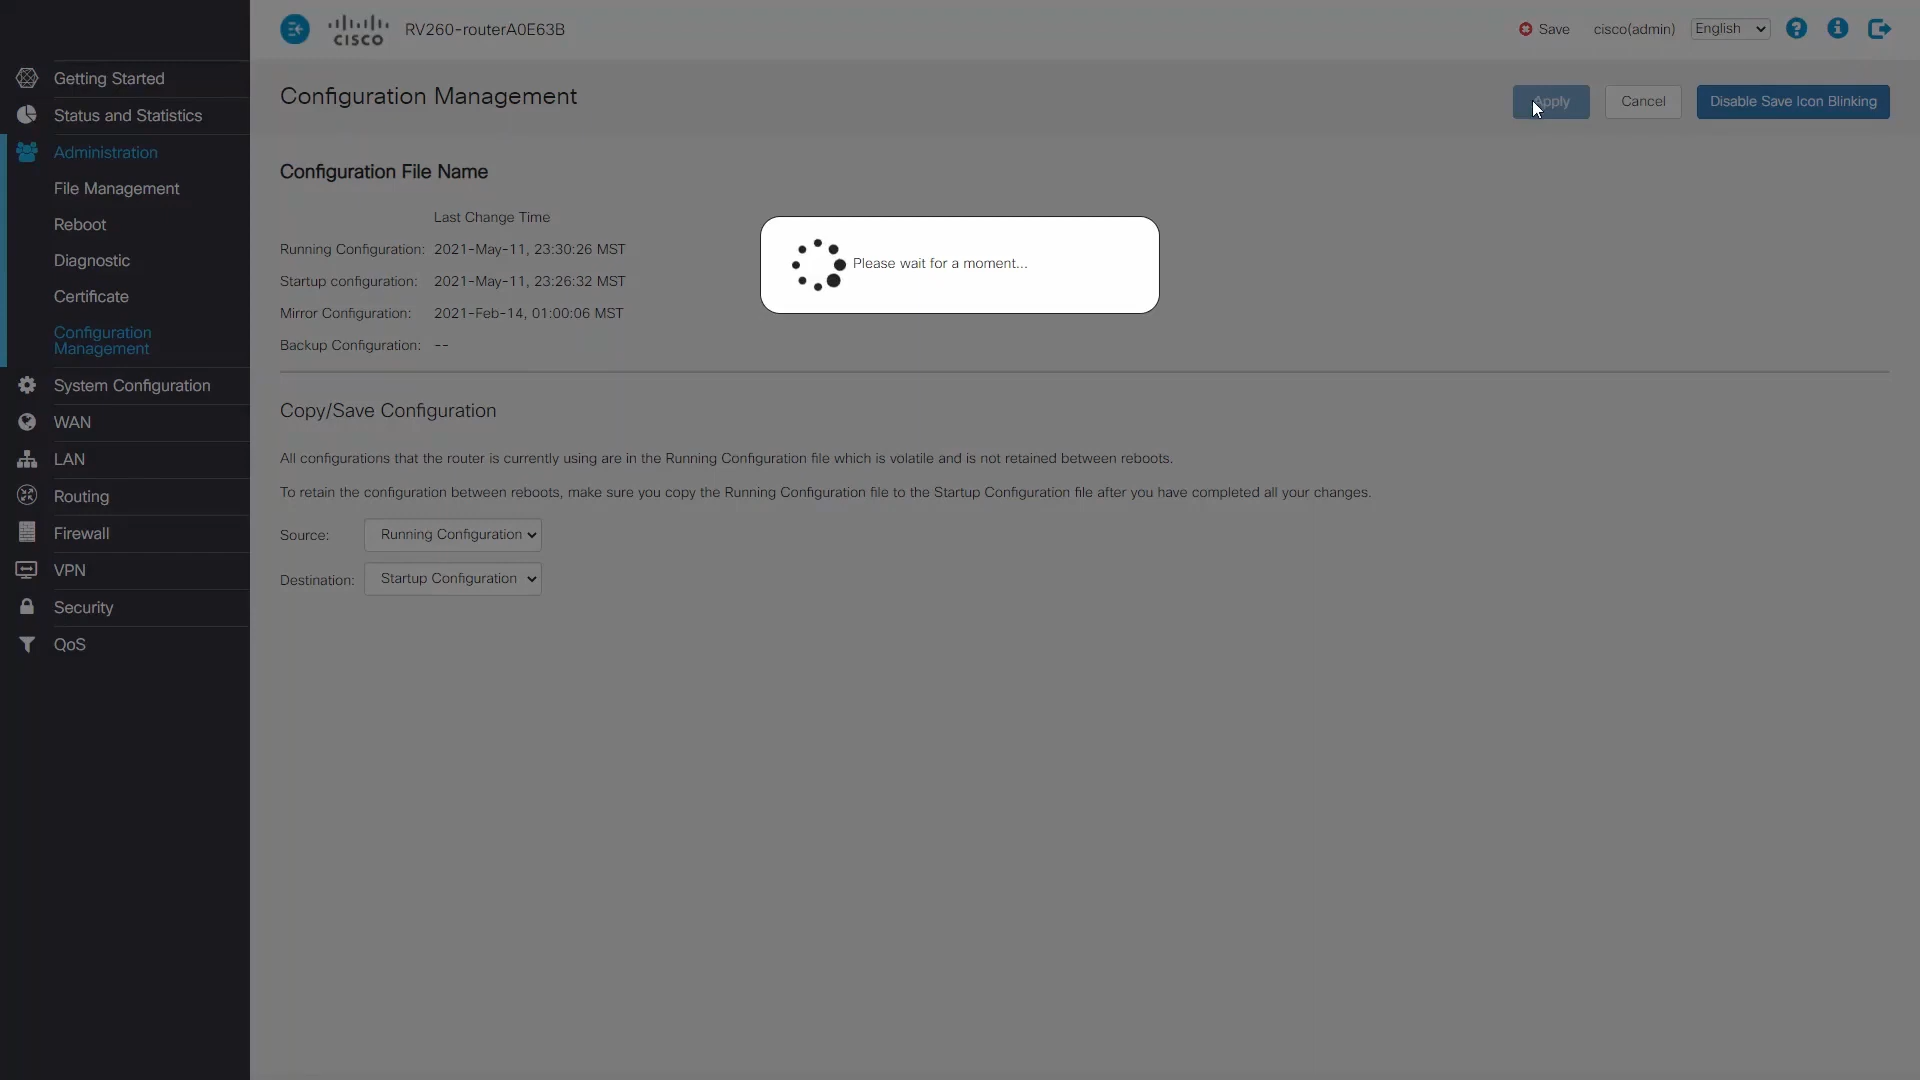 CISCO
RV260-routerA0E63B
Save
cisco(admin)
English
Getting Started
Status and Statistics
Administration
File Management
Reboot
Diagnostic
Certificate
Configuration
Management
System Configuration
WAN
LAN
Routing
Firewall
VPN
Security
QoS
Configuration Management
Apply
Cancel
Disable Save Icon Blinking
Configuration File Name
Last Change Time
Running Configuration: 2021-May-11, 23:30:26 MST
Startup configuration: 2021-May-11, 23:26:32 MST
Mirror Configuration: 2021-Feb-14, 01:00:06 MST
Backup Configuration: --
Please wait for a moment...
Copy/Save Configuration
All configurations that the router is currently using are in the Running Configuration file which is volatile and is not retained between reboots.
To retain the configuration between reboots, make sure you copy the Running Configuration file to the Startup Configuration file after you have completed all your changes.
Source: Running Configuration
Destination: Startup Configuration